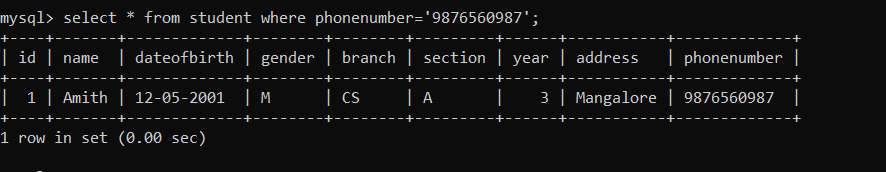 mysql> select * from student where phonenumber='9876560987';
+----+-------+-------------+--------+--------+---------+------+-----------+-------------+
| id | name  | dateofbirth | gender | branch | section | year | address   | phonenumber |
+----+-------+-------------+--------+--------+---------+------+-----------+-------------+
|  1 | Amith | 12-05-2001  | M      | CS     | A       |    3 | Mangalore | 9876560987  |
+----+-------+-------------+--------+--------+---------+------+-----------+-------------+
1 row in set (0.00 sec)